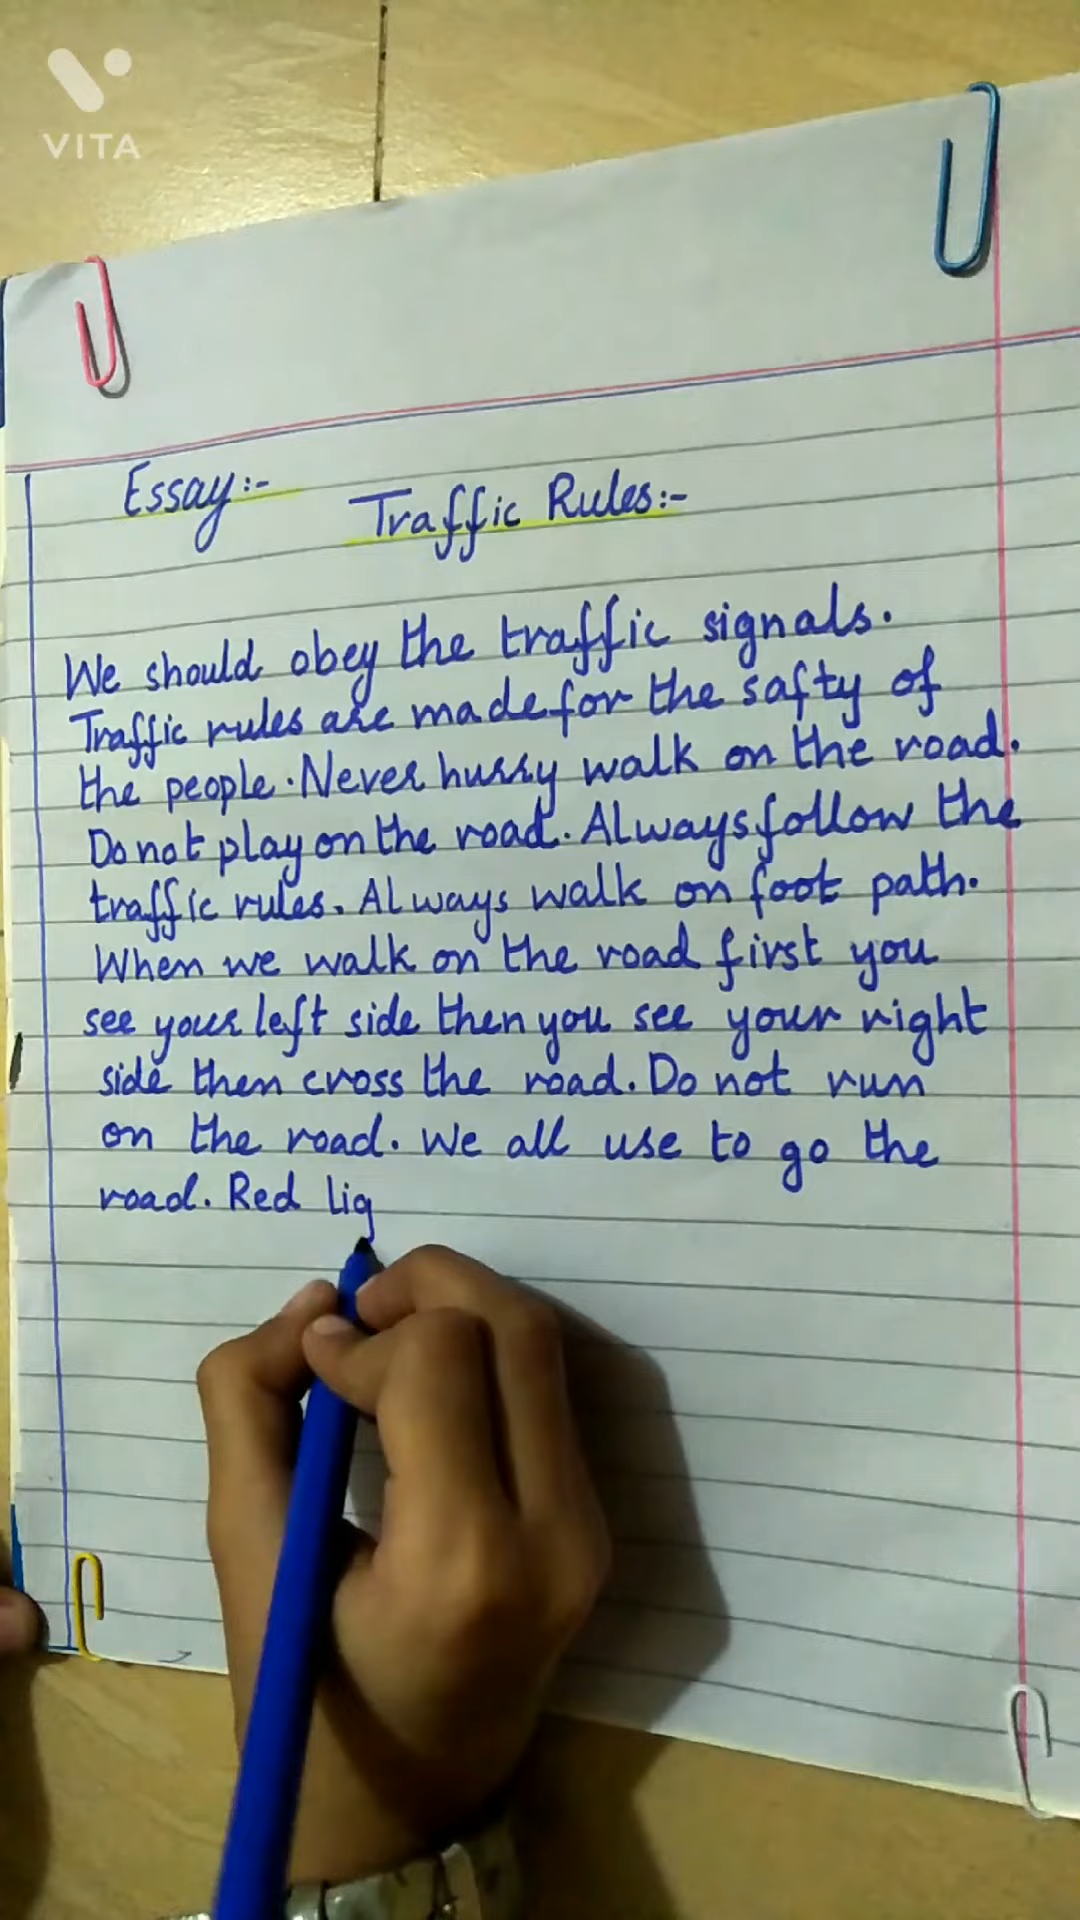 VITA
Essay:-
Traffic Rules:-
We should obey the traffic signals.
Traffic rules are made for the safty of
the people. Never hurry walk on the road.
Do not play on the road. Always follow the
traffic rules. Always walk on foot path.
When we walk on the road first you
see your left side then you see your right
side then cross the road. Do not run
on the road. We all use to go the
road. Red lig